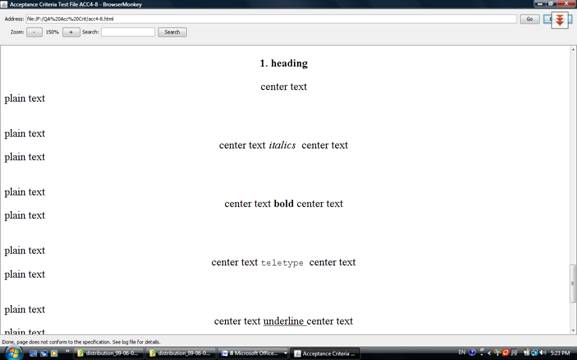 Acceptance Criteria Test File ACC4-8 - BrowserMonkey
Address: file:/F:/QA%20Acc%20Crit/acc4-8.html Go
Zoom: - 150% + Search: Search
1. heading
center text
plain text
plain text
center text italics center text
plain text
plain text
center text bold center text
plain text
plain text
center text teletype center text
plain text
plain text
center text underline center text
plain text
Done, page does not conform to the specification. See log file for details.
distribution_09-06-0... distribution_09-06-0... 8 Microsoft Office... Acceptance Criteria ... EN 5:23 PM